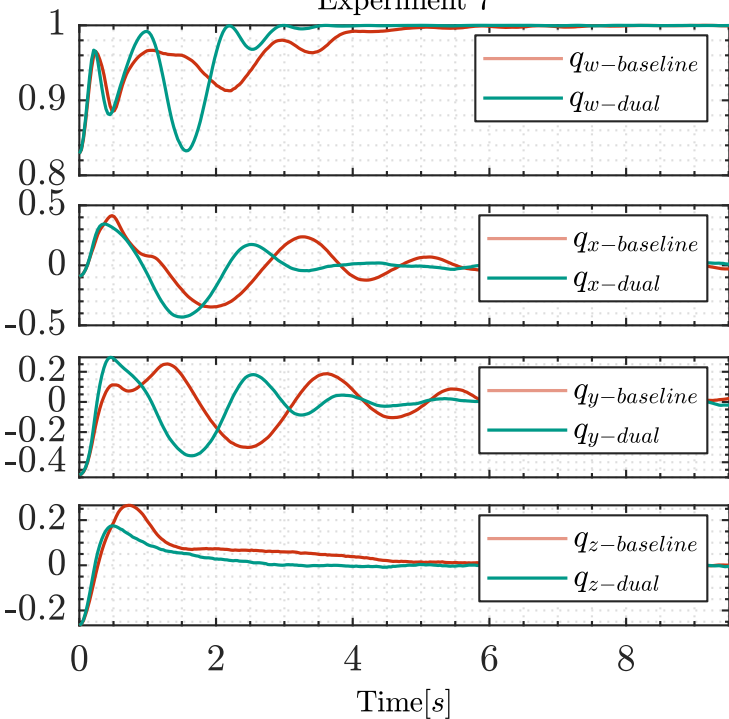 Experiment 7
1
0.9
0.8
q_{w-baseline}
q_{w-dual}
0.5
0
-0.5
q_{x-baseline}
q_{x-dual}
0.2
0
-0.2
-0.4
q_{y-baseline}
q_{y-dual}
0.2
0
-0.2
q_{z-baseline}
q_{z-dual}
0 2 4 6 8
Time[s]